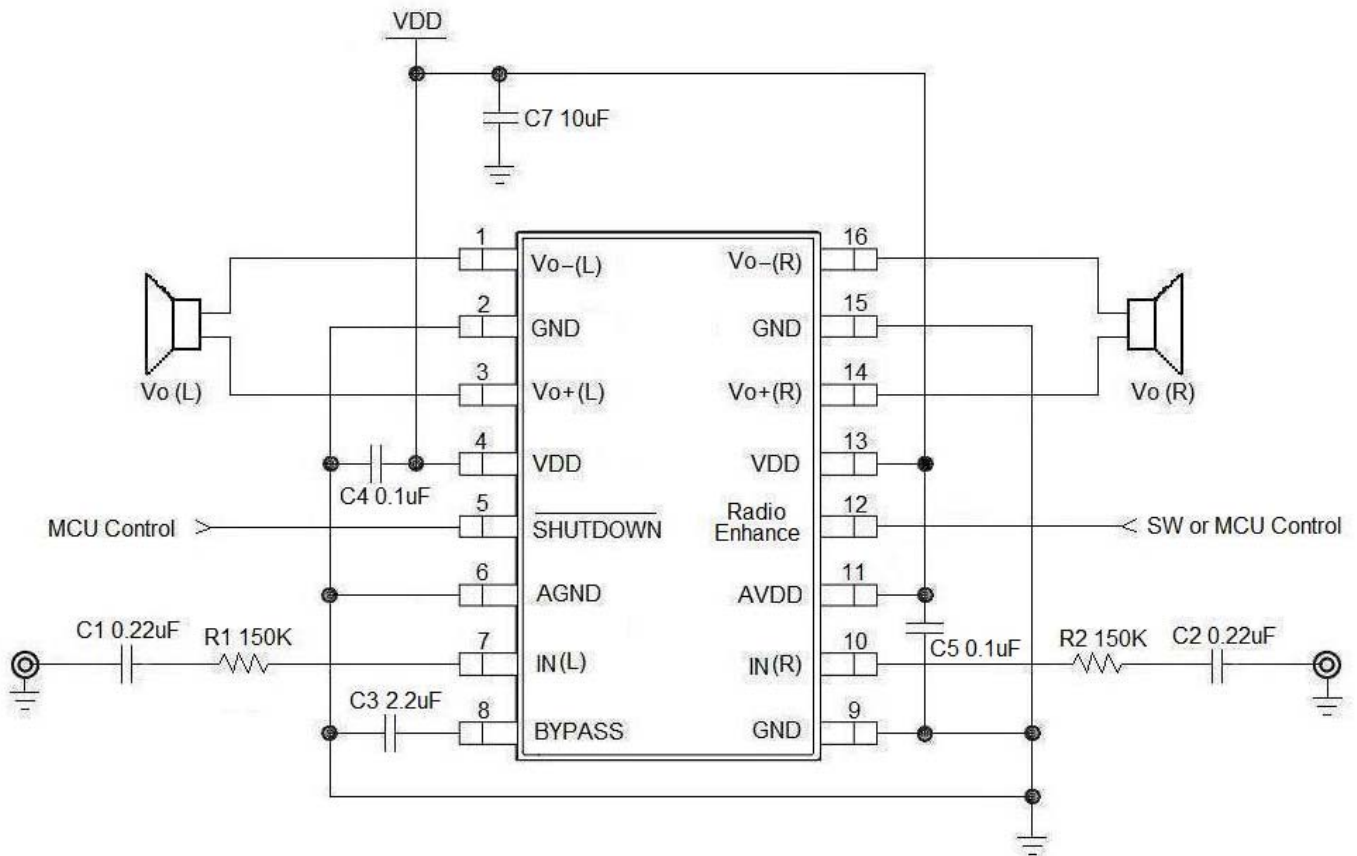 VDD
C7 10uF
1
Vo-(L)
Vo-(R)
16
2
GND
GND
15
3
Vo+(L)
Vo+(R)
14
Vo (L)
Vo (R)
4
VDD
VDD
13
C4 0.1uF
MCU Control
5
SHUTDOWN
Radio
Enhance
12
SW or MCU Control
6
AGND
AVDD
11
C1 0.22uF
R1 150K
7
IN(L)
IN(R)
10
C5 0.1uF
R2 150K
C2 0.22uF
C3 2.2uF
8
BYPASS
GND
9